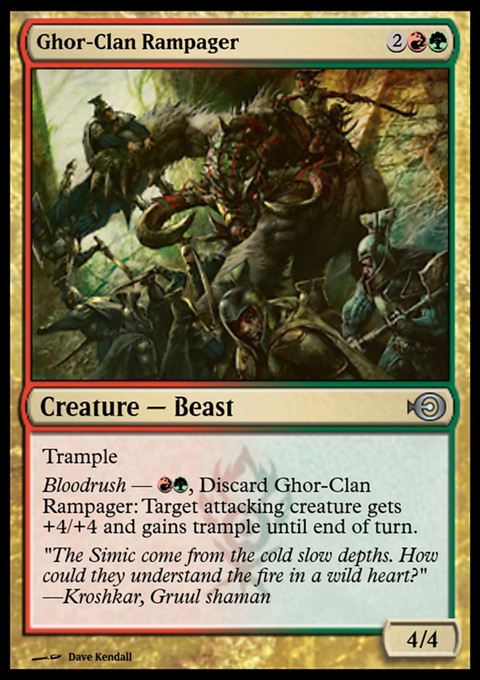 Ghor-Clan Rampager 2
Creature — Beast
Trample
Bloodrush — , Discard Ghor-Clan
Rampager: Target attacking creature gets
+4/+4 and gains trample until end of turn.
"The Simic come from the cold slow depths. How
could they understand the fire in a wild heart?"
—Kroshkar, Gruul shaman
4/4
Dave Kendall